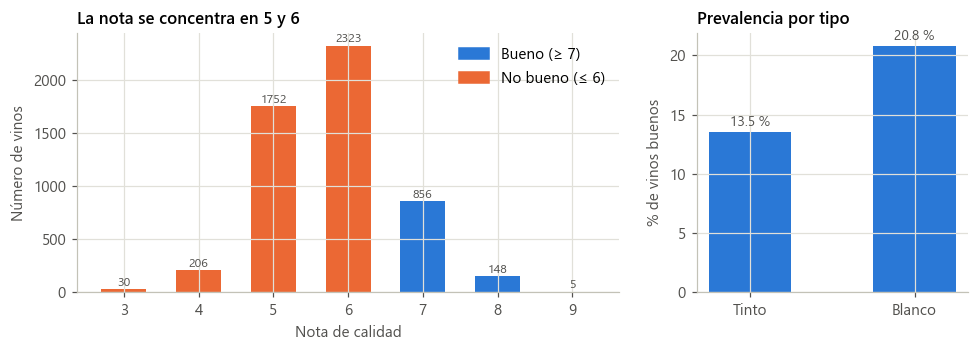 La nota se concentra en 5 y 6
Número de vinos
2000
1500
1000
500
0
30
206
1752
2323
856
148
5
Bueno (≥ 7)
No bueno (≤ 6)
3 4 5 6 7 8 9
Nota de calidad
Prevalencia por tipo
% de vinos buenos
20
15
10
5
0
13.5 %
20.8 %
Tinto Blanco